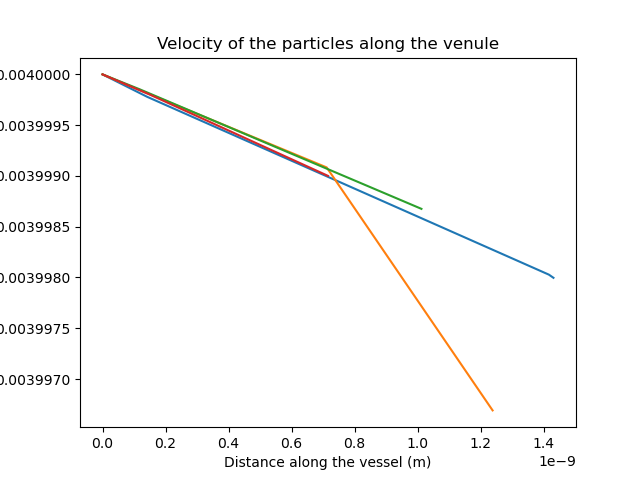 Velocity of the particles along the venule
0.0040000
0.0039995
0.0039990
0.0039985
0.0039980
0.0039975
0.0039970
0.0 0.2 0.4 0.6 0.8 1.0 1.2 1.4
1e−9
Distance along the vessel (m)